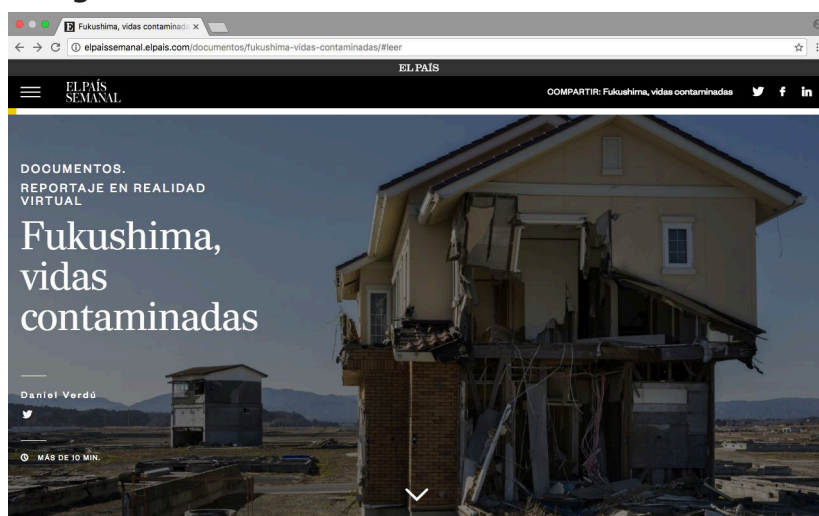 Fukushima, vidas contaminada
elpaissemanal.elpais.com/documentos/fukushima-vidas-contaminadas/#leer
EL PAÍS
EL PAÍS
SEMANAL
COMPARTIR: Fukushima, vidas contaminadas
DOCUMENTOS.
REPORTAJE EN REALIDAD
VIRTUAL
Fukushima,
vidas
contaminadas
Daniel Verdú
MÁS DE 10 MIN.